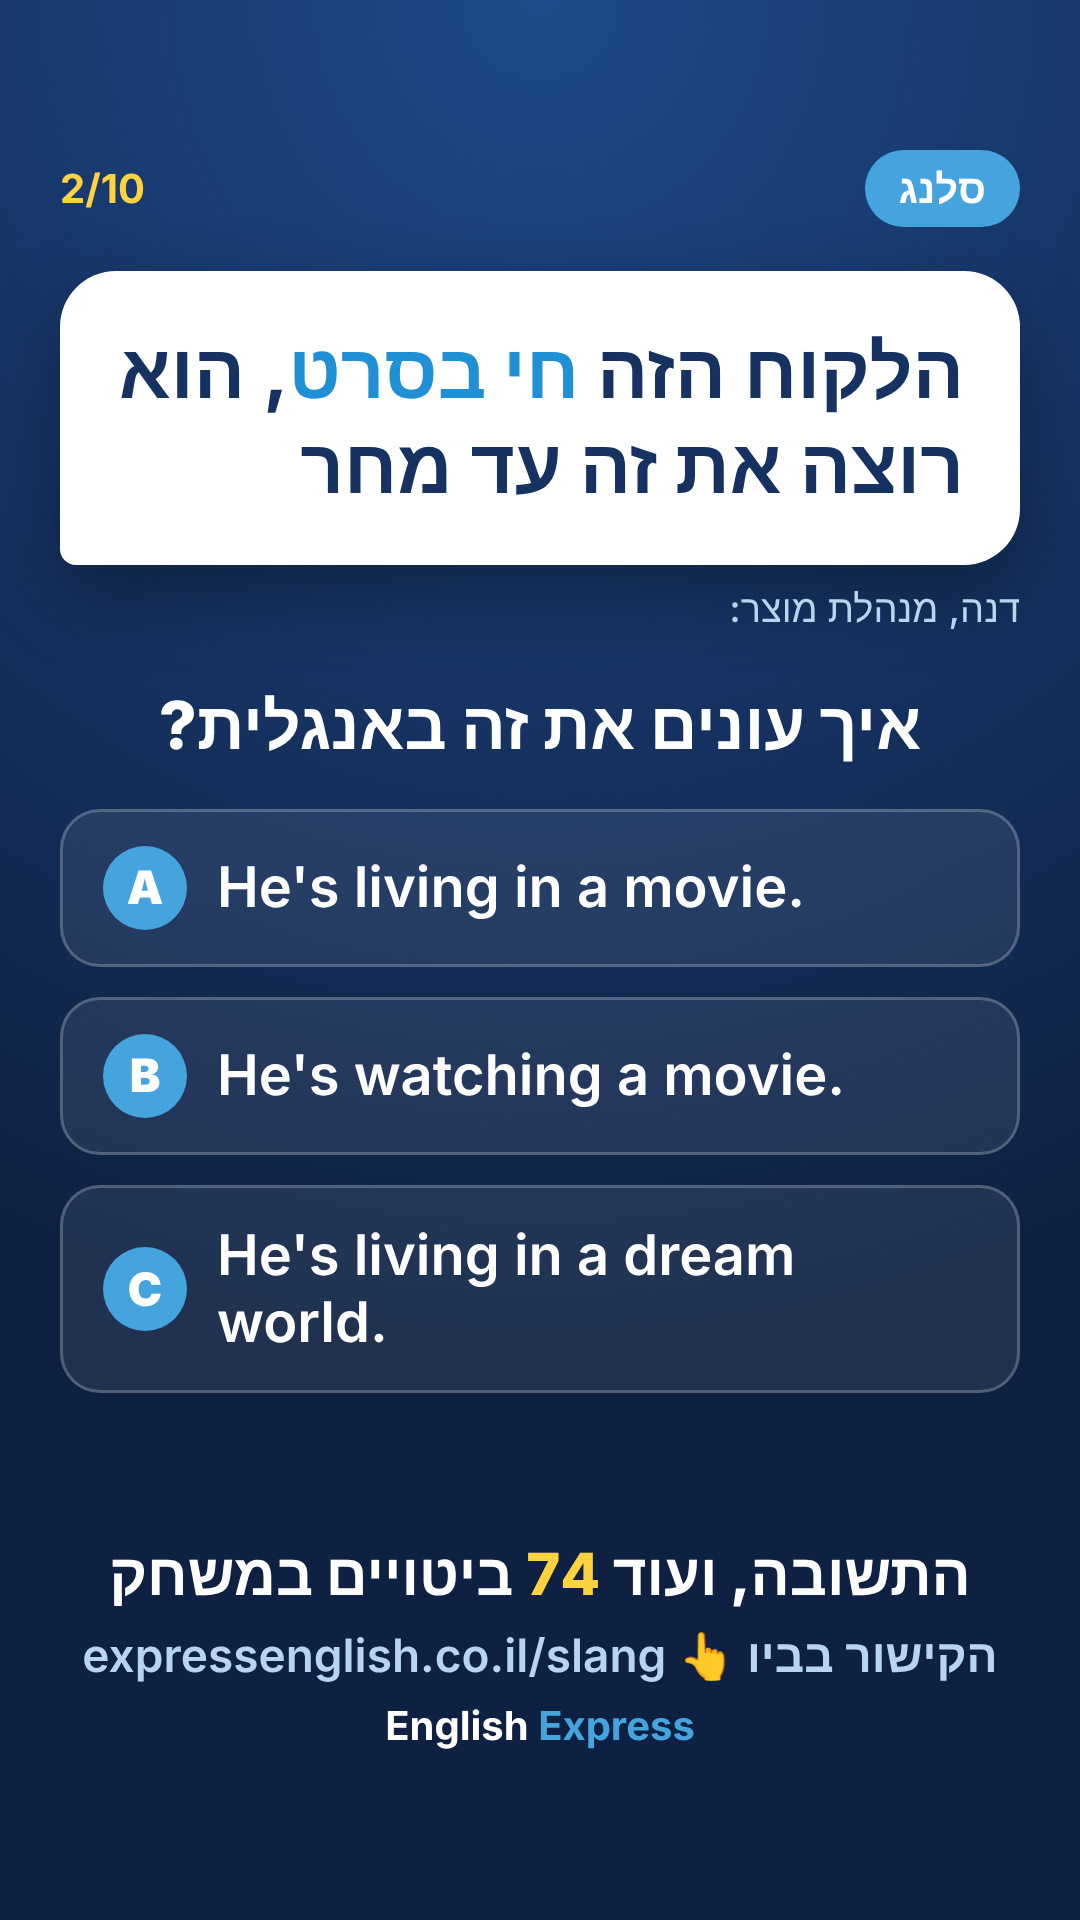 סלנג
2/10
הלקוח הזה חי בסרט, הוא
רוצה את זה עד מחר
דנה, מנהלת מוצר:
איך עונים את זה באנגלית?
A He's living in a movie.
B He's watching a movie.
C He's living in a dream
world.
התשובה, ועוד 74 ביטויים במשחק
הקישור בביו 👆 expressenglish.co.il/slang
English Express